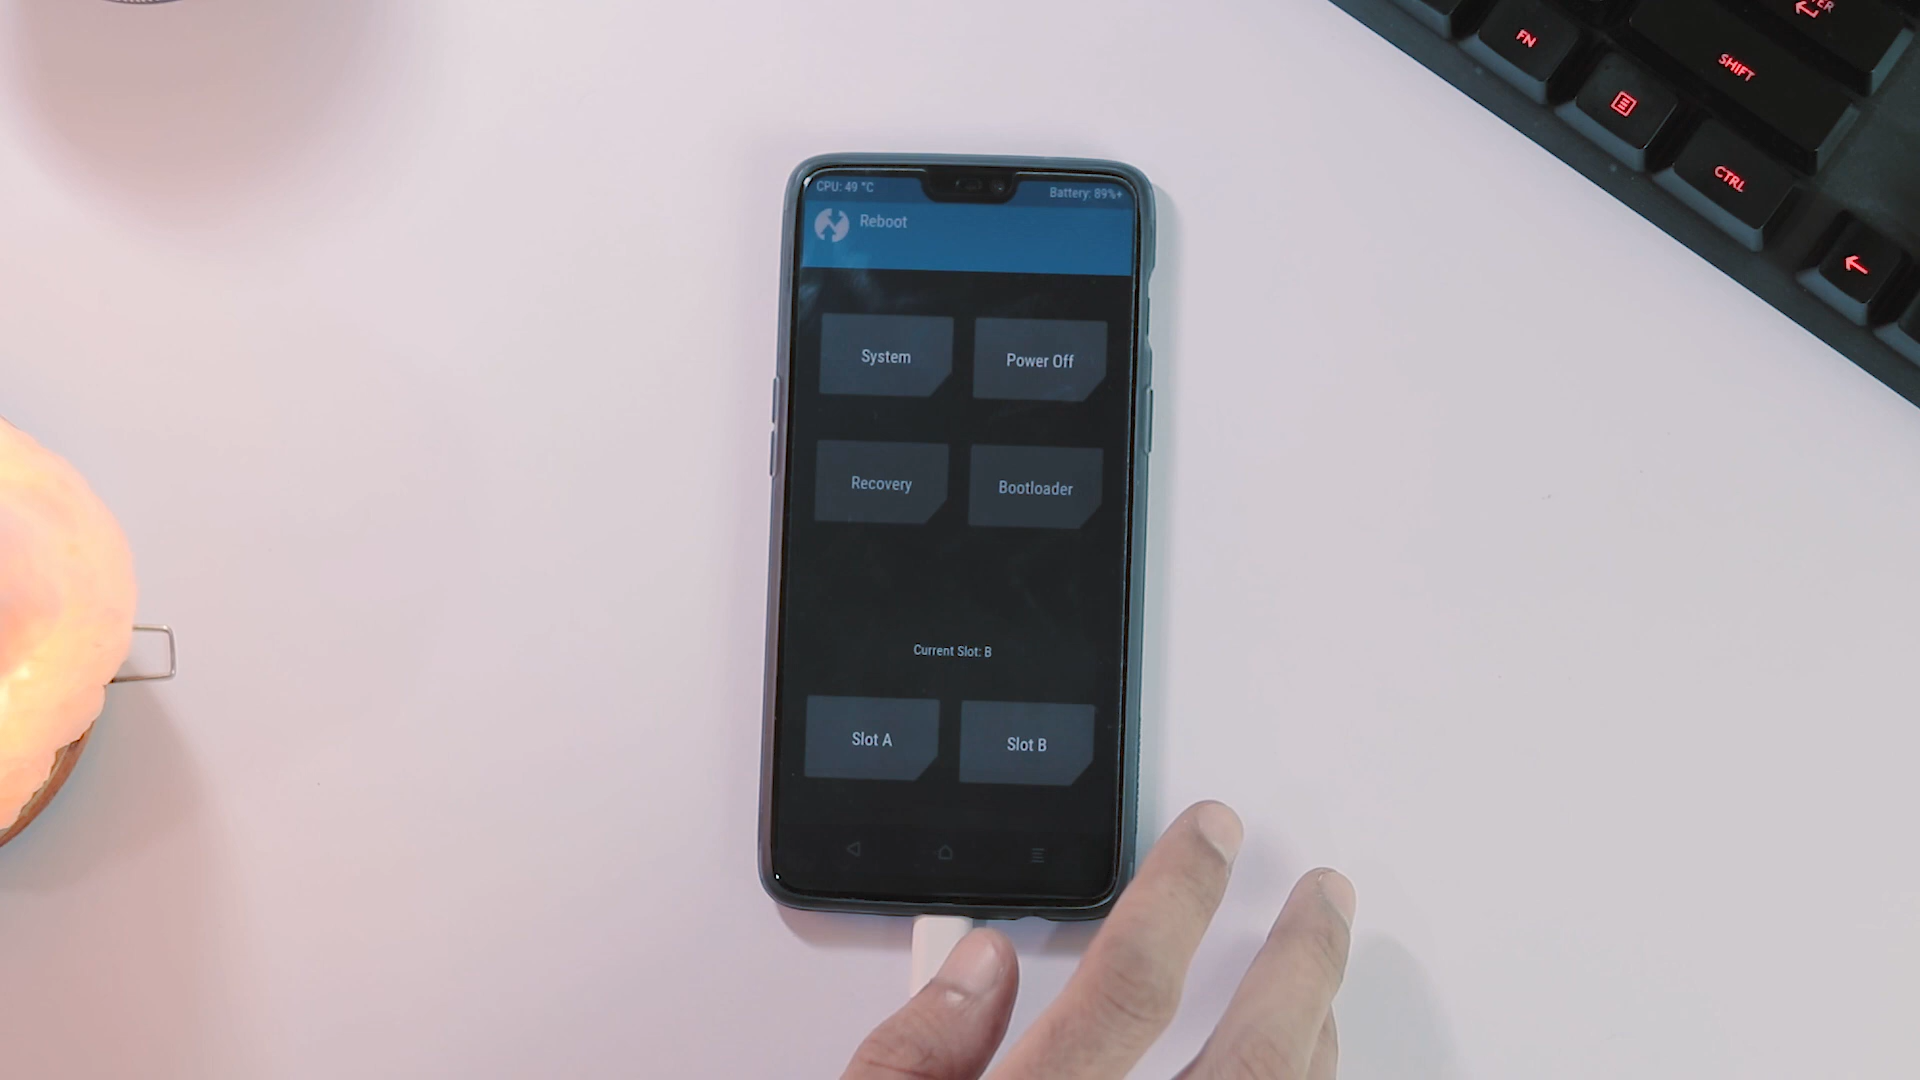 FN
SHIFT
CTRL
CPU: 49 °C
Battery: 89%+
Reboot
System
Power Off
Recovery
Bootloader
Current Slot: B
Slot A
Slot B